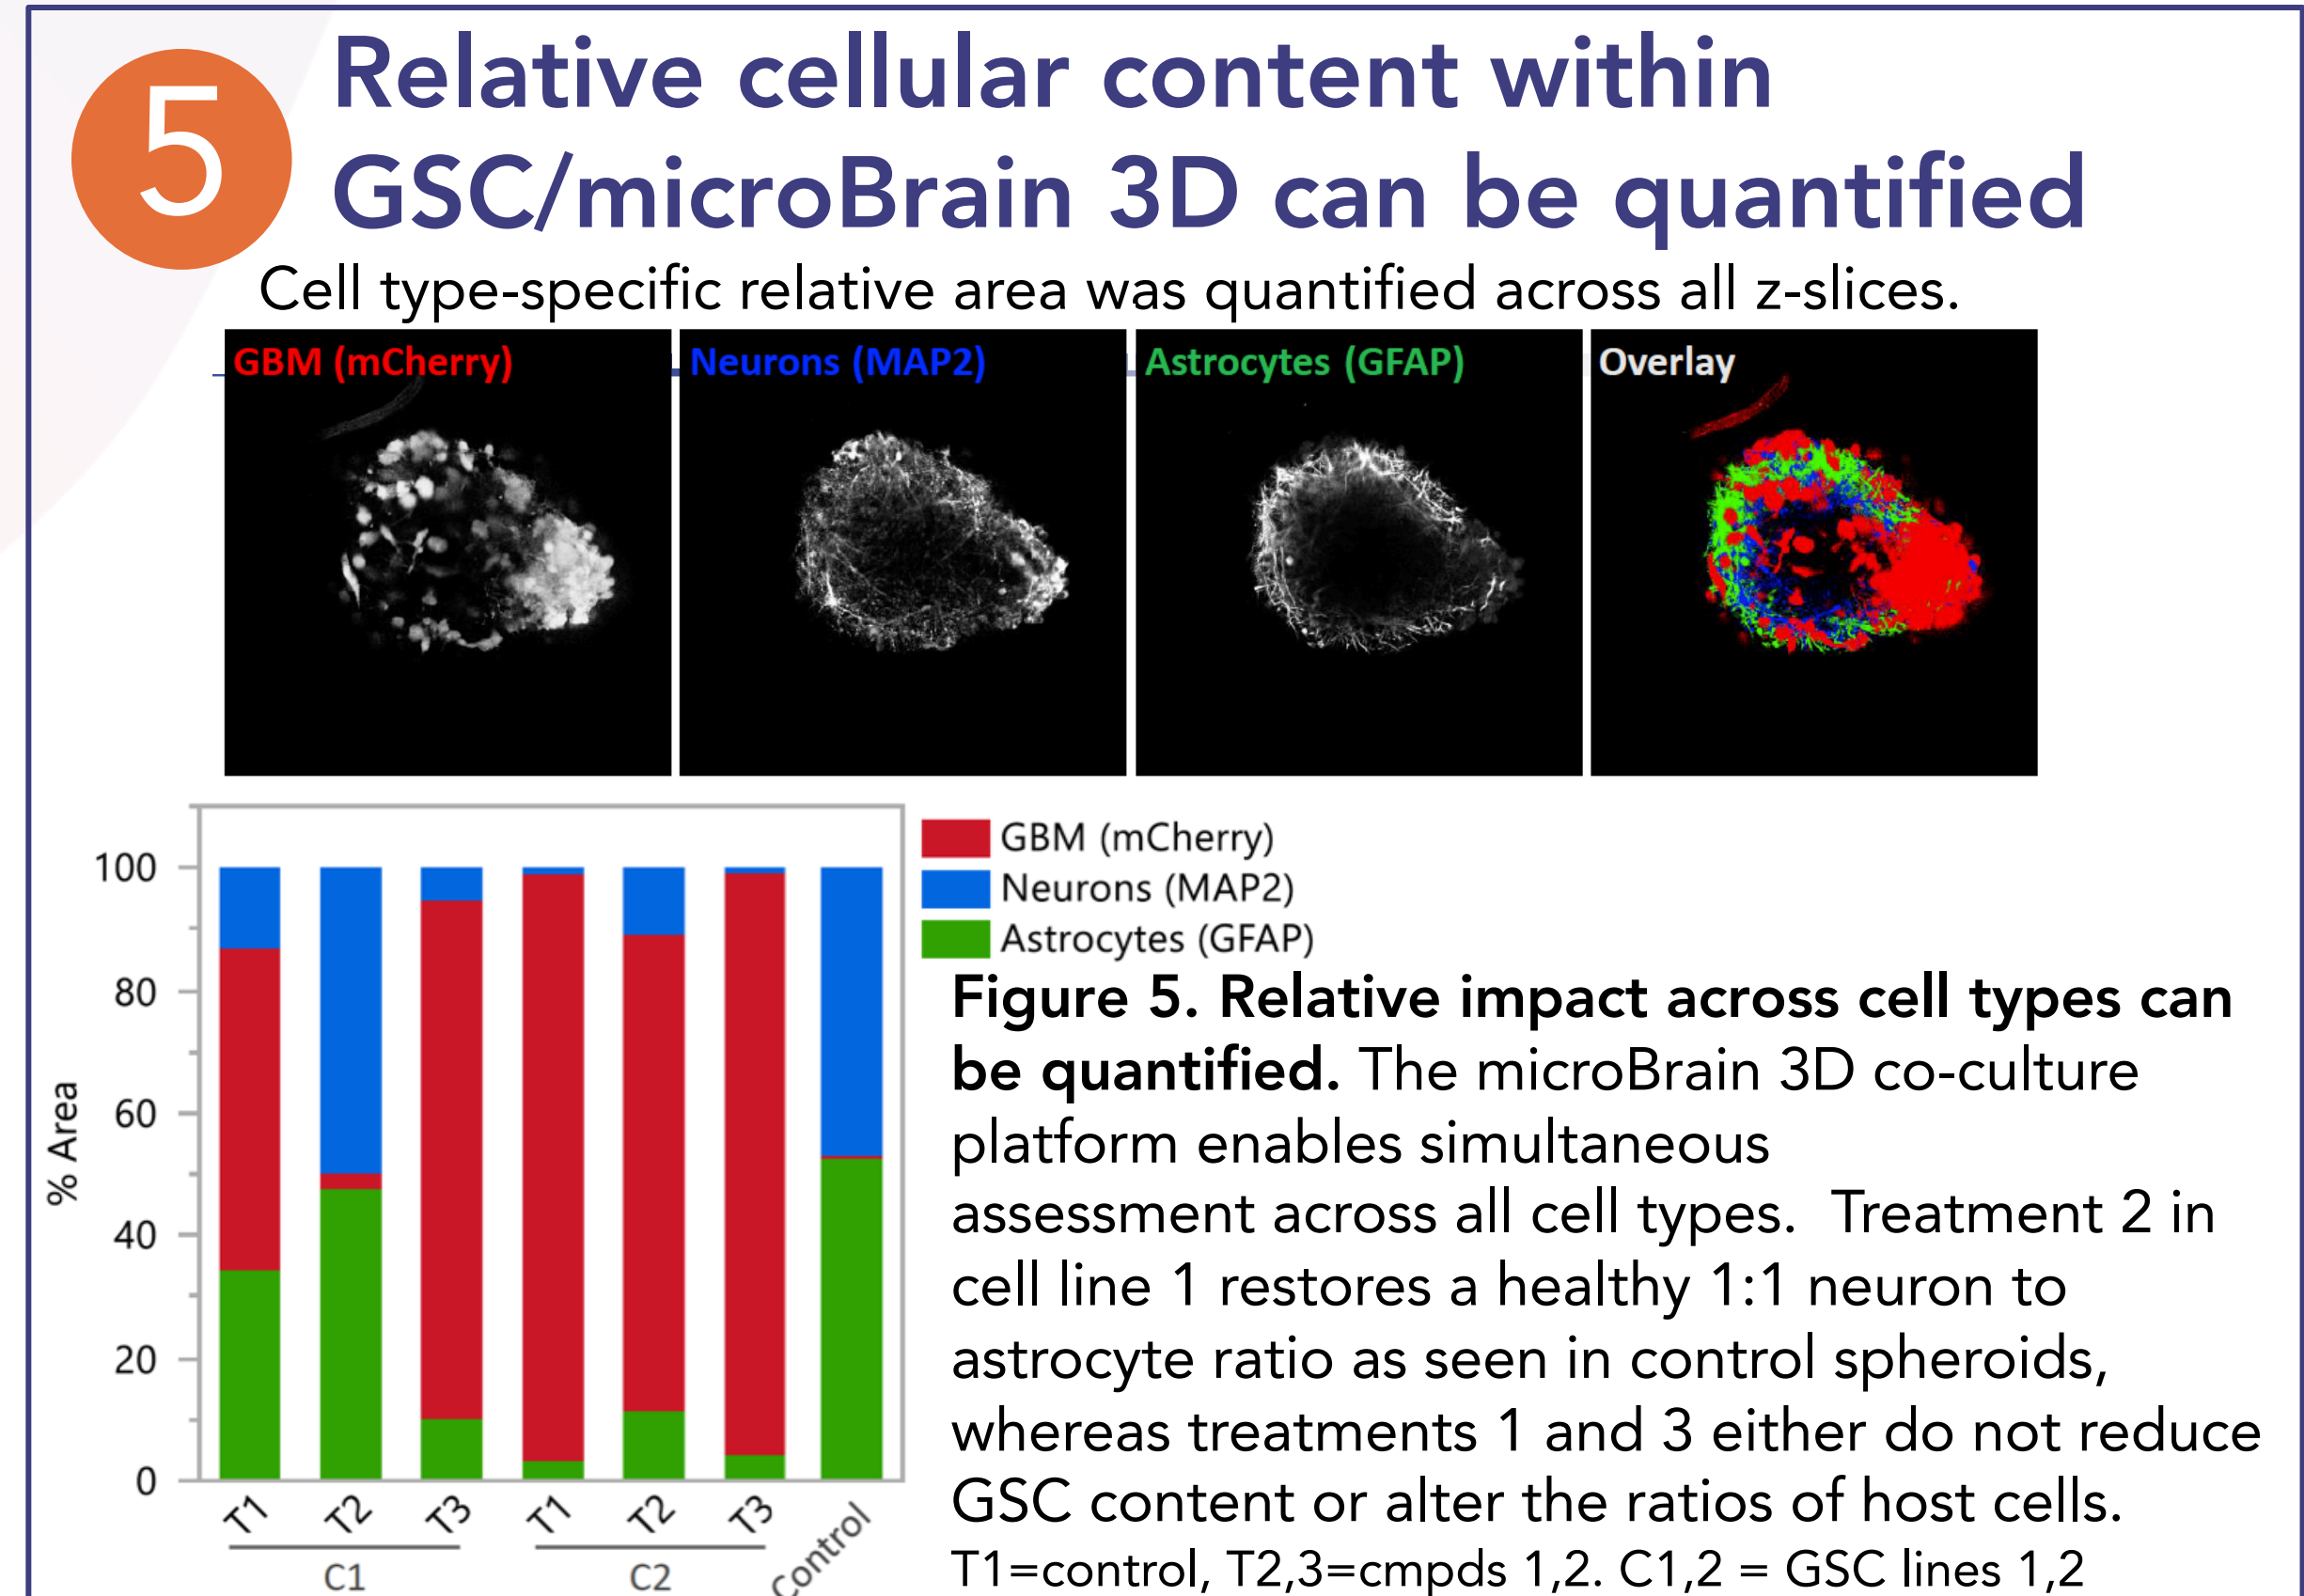 5
Relative cellular content within
GSC/microBrain 3D can be quantified
Cell type-specific relative area was quantified across all z-slices.
GBM (mCherry)
Neurons (MAP2)
Astrocytes (GFAP)
Overlay
% Area
100
80
60
40
20
0
T1
T2
T3
T1
T2
T3
Control
C1
C2
GBM (mCherry)
Neurons (MAP2)
Astrocytes (GFAP)
Figure 5. Relative impact across cell types can
be quantified. The microBrain 3D co-culture
platform enables simultaneous
assessment across all cell types.  Treatment 2 in
cell line 1 restores a healthy 1:1 neuron to
astrocyte ratio as seen in control spheroids,
whereas treatments 1 and 3 either do not reduce
GSC content or alter the ratios of host cells.
T1=control, T2,3=cmpds 1,2. C1,2 = GSC lines 1,2